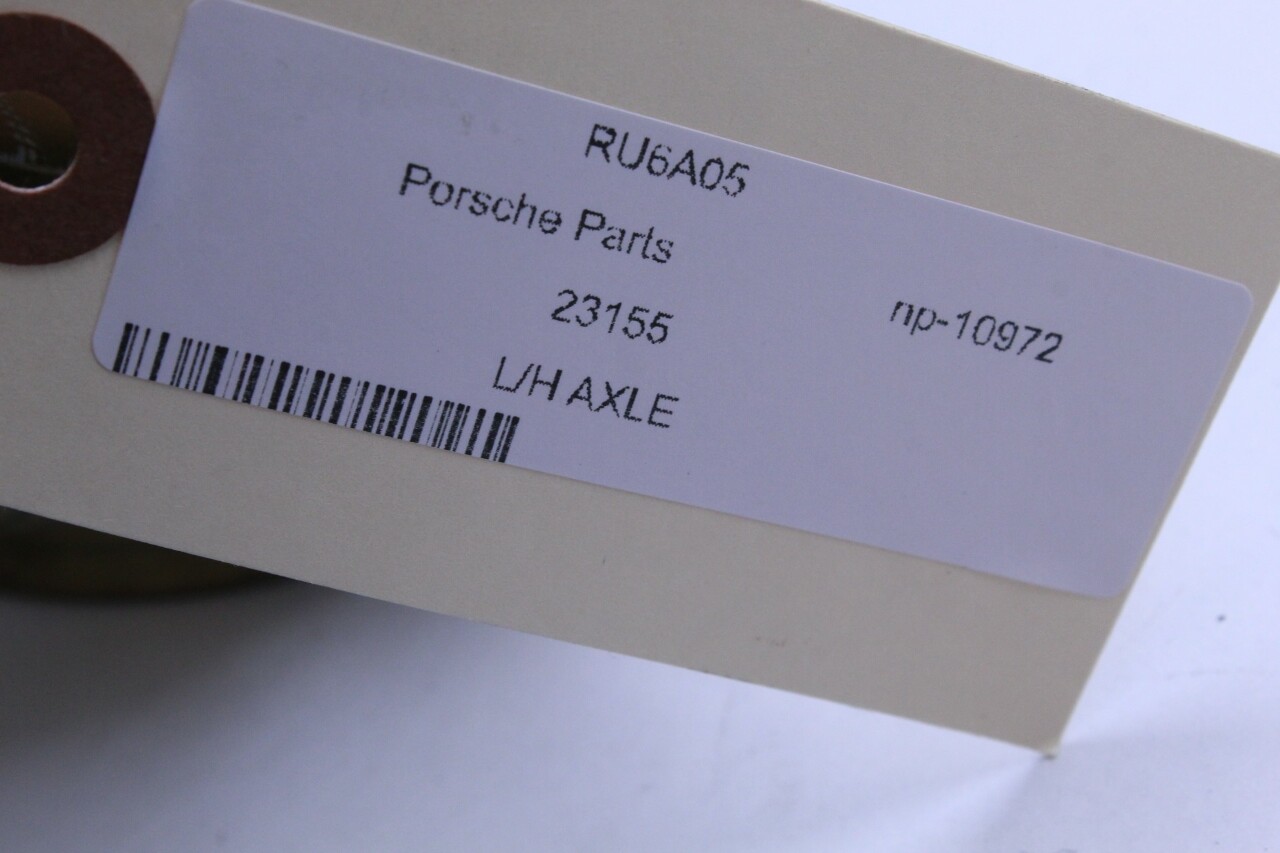 RU6A05
Porsche Parts
23155
np-10972
L/H AXLE